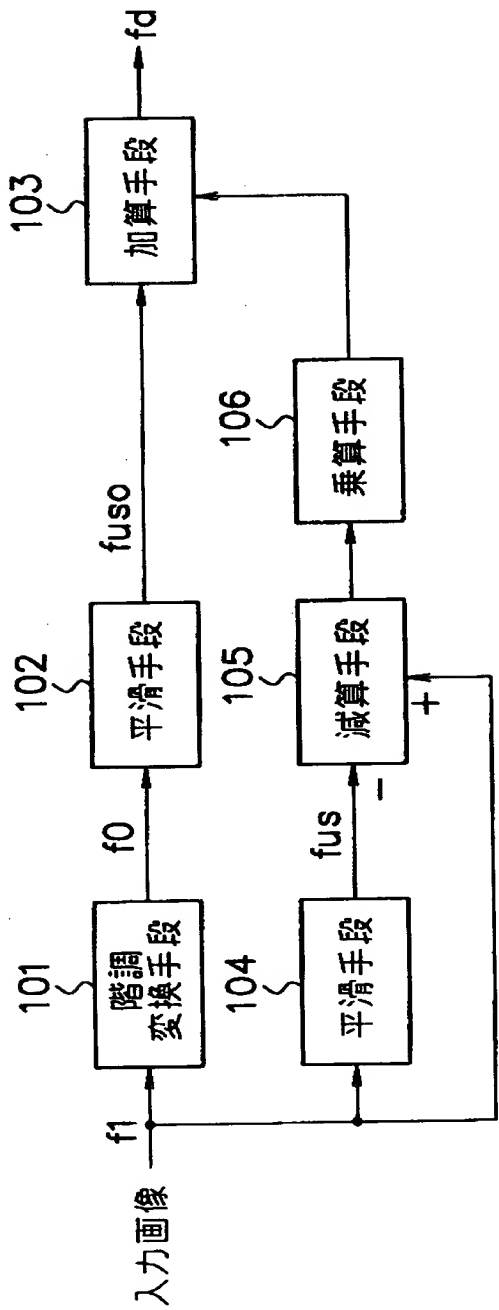 入力画像
f1
101
階調
変換手段
f0
102
平滑手段
fuso
103
加算手段
fd
104
平滑手段
fus
−
+
105
減算手段
106
乗算手段